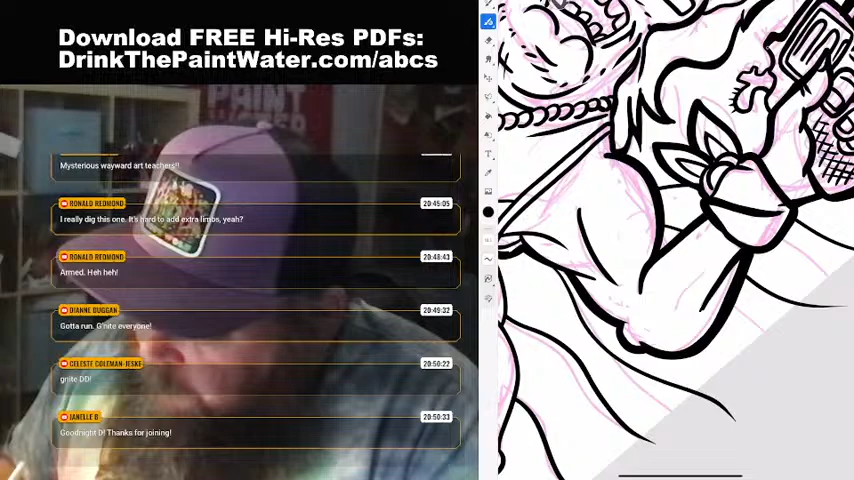 Download FREE Hi-Res PDFs:
DrinkThePaintWater.com/abcs
PAINT
Mysterious wayward art teachers!!
RONALD REDMOND
20:45:05
I really dig this one. It's hard to add extra limbs, yeah?
RONALD REDMOND
20:48:43
Armed. Heh heh!
DIANNE DUGGAN
20:49:32
Gotta run. G'nite everyone!
CELESTE COLEMAN-JESKE
20:50:22
gnite DD!
JANELLE B
20:50:33
Goodnight D! Thanks for joining!